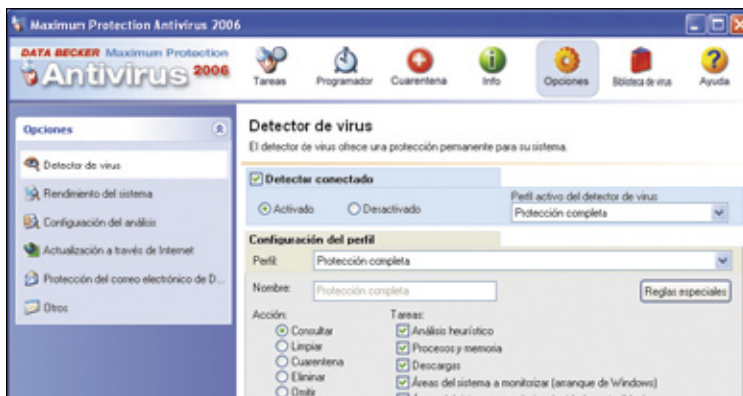 Maximum Protection Antivirus 2006
DATA BECKER Maximum Protection
Antivirus 2006
Tareas Programador Cuarentena Info Opciones Biblioteca de virus Ayuda
Opciones
Detector de virus
Rendimiento del sistema
Configuración del análisis
Actualización a través de Internet
Protección del correo electrónico de D...
Otros
Detector de virus
El detector de virus ofrece una protección permanente para su sistema.
Detector conectado
Activado Desactivado
Perfil activo del detector de virus
Protección completa
Configuración del perfil
Perfil: Protección completa
Nombre: Protección completa Reglas especiales
Acción: Tareas:
Consultar Análisis heurístico
Limpiar Procesos y memoria
Cuarentena Descargas
Eliminar Áreas del sistema a monitorizar (arranque de Windows)
Omitir